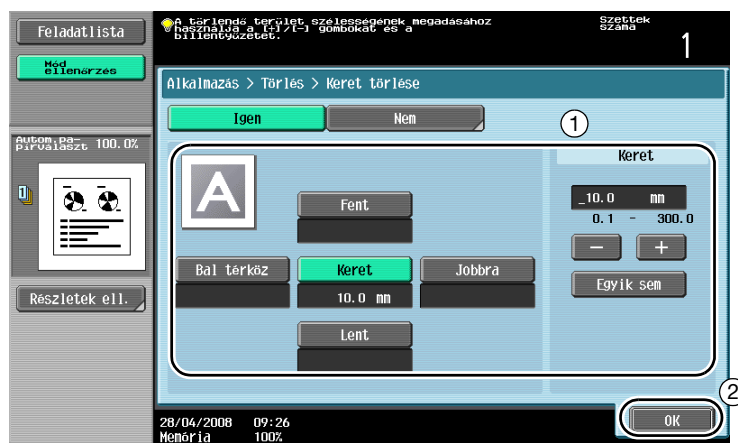 Feladatlista
A törlendő terület szélességének megadásához
használja a [+]/[-] gombokat és a
billentyűzetet.
Szettek
száma
1
Mód
ellenőrzés
Alkalmazás > Törlés > Keret törlése
Igen
Nem
1
Autom.pa-
pírválaszt 100.0%
Keret
A
Fent
_10.0 mm
0.1 - 300.0
− +
Bal térköz
Keret
Jobbra
Egyik sem
10.0 mm
Részletek ell.
Lent
2
OK
28/04/2008 09:26
Memória 100%